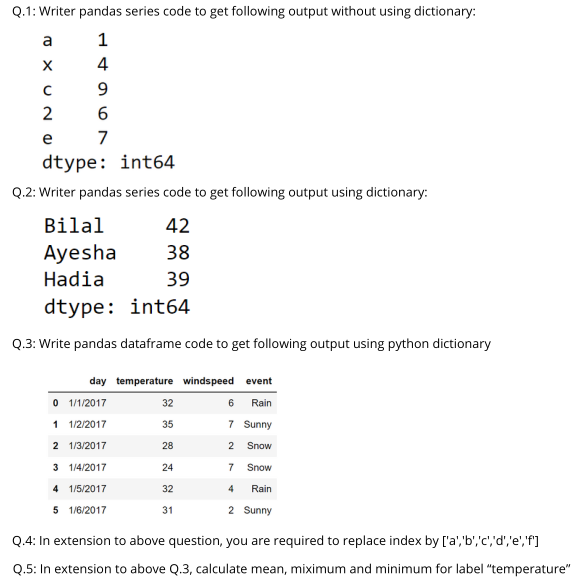 Q.1: Writer pandas series code to get following output without using dictionary:
a 1
x 4
c 9
2 6
e 7
dtype: int64
Q.2: Writer pandas series code to get following output using dictionary:
Bilal 42
Ayesha 38
Hadia 39
dtype: int64
Q.3: Write pandas dataframe code to get following output using python dictionary
day temperature windspeed event
0 1/1/2017 32 6 Rain
1 1/2/2017 35 7 Sunny
2 1/3/2017 28 2 Snow
3 1/4/2017 24 7 Snow
4 1/5/2017 32 4 Rain
5 1/6/2017 31 2 Sunny
Q.4: In extension to above question, you are required to replace index by ['a','b','c','d','e','f']
Q.5: In extension to above Q.3, calculate mean, miximum and minimum for label “temperature”